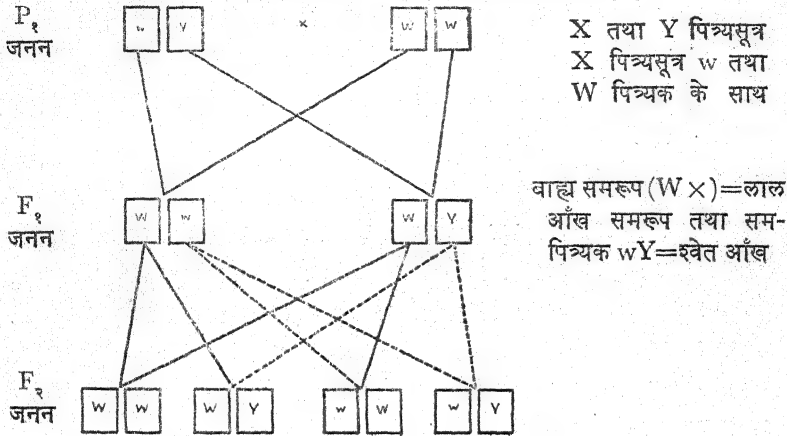 P₁
जनन
w Y × W W
X तथा Y पित्र्यसूत्र
X पित्र्यसूत्र w तथा
W पित्र्यक के साथ
F₁
जनन
W w W Y
बाह्य समरूप (W ×)=लाल
आँख समरूप तथा सम-
पित्र्यक wY=श्वेत आँख
F₂
जनन
W W W Y w W w Y